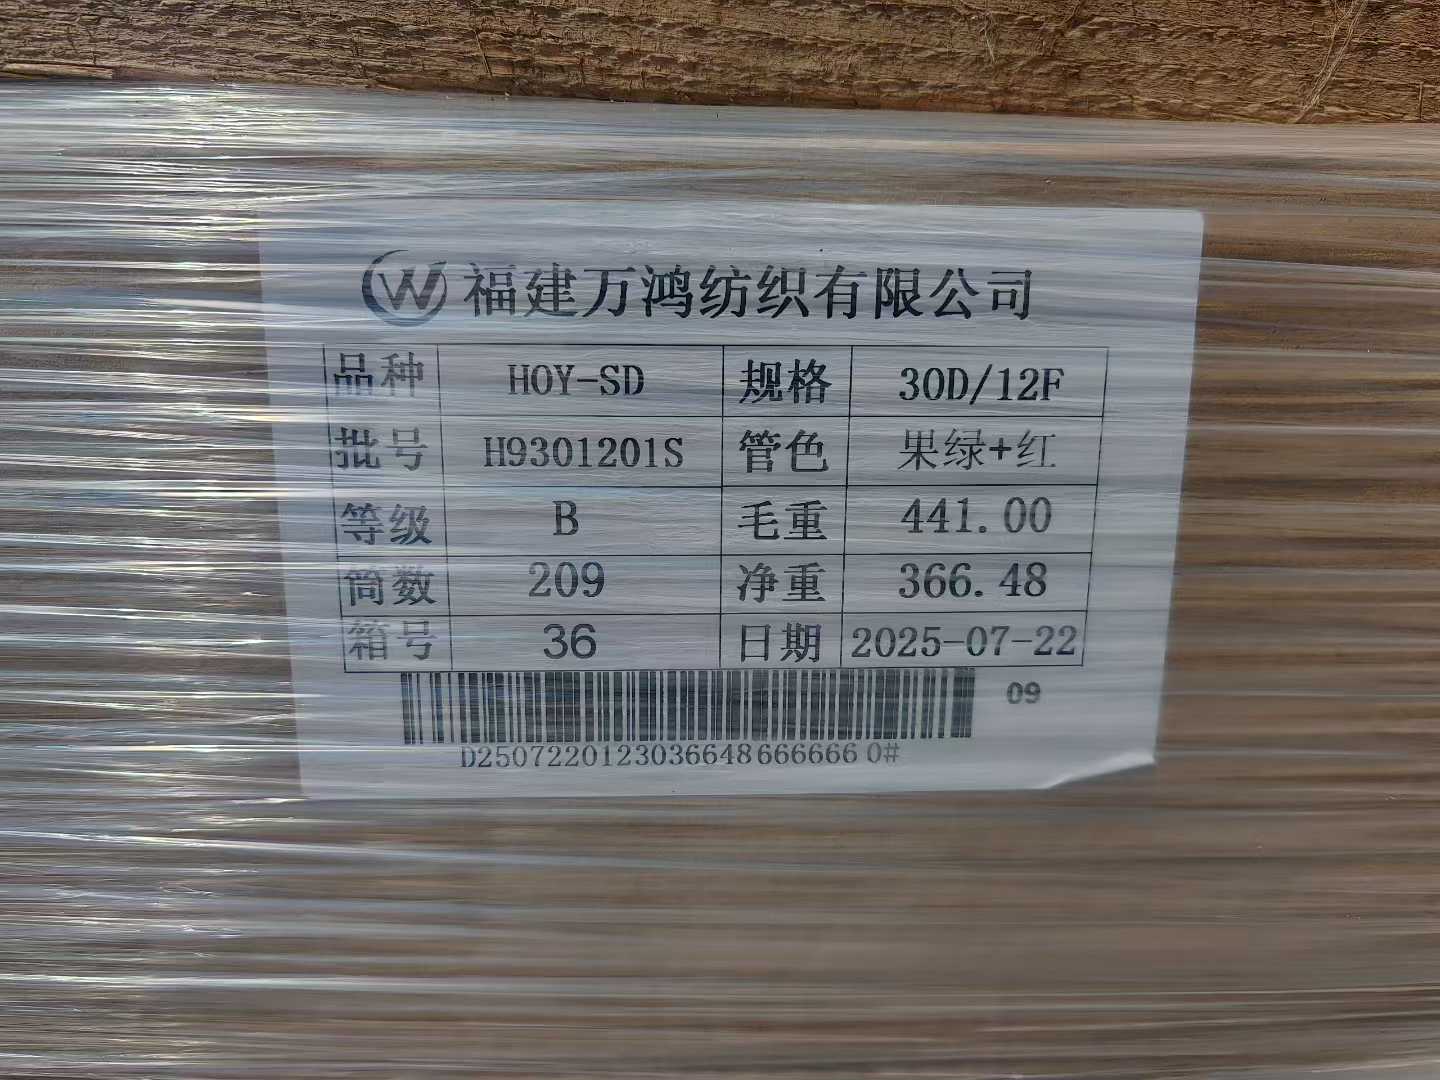 W 福建万鸿纺织有限公司
品种 HOY-SD 规格 30D/12F
批号 H9301201S 管色 果绿+红
等级 B 毛重 441.00
筒数 209 净重 366.48
箱号 36 日期 2025-07-22
09
D25072201230366486666660#